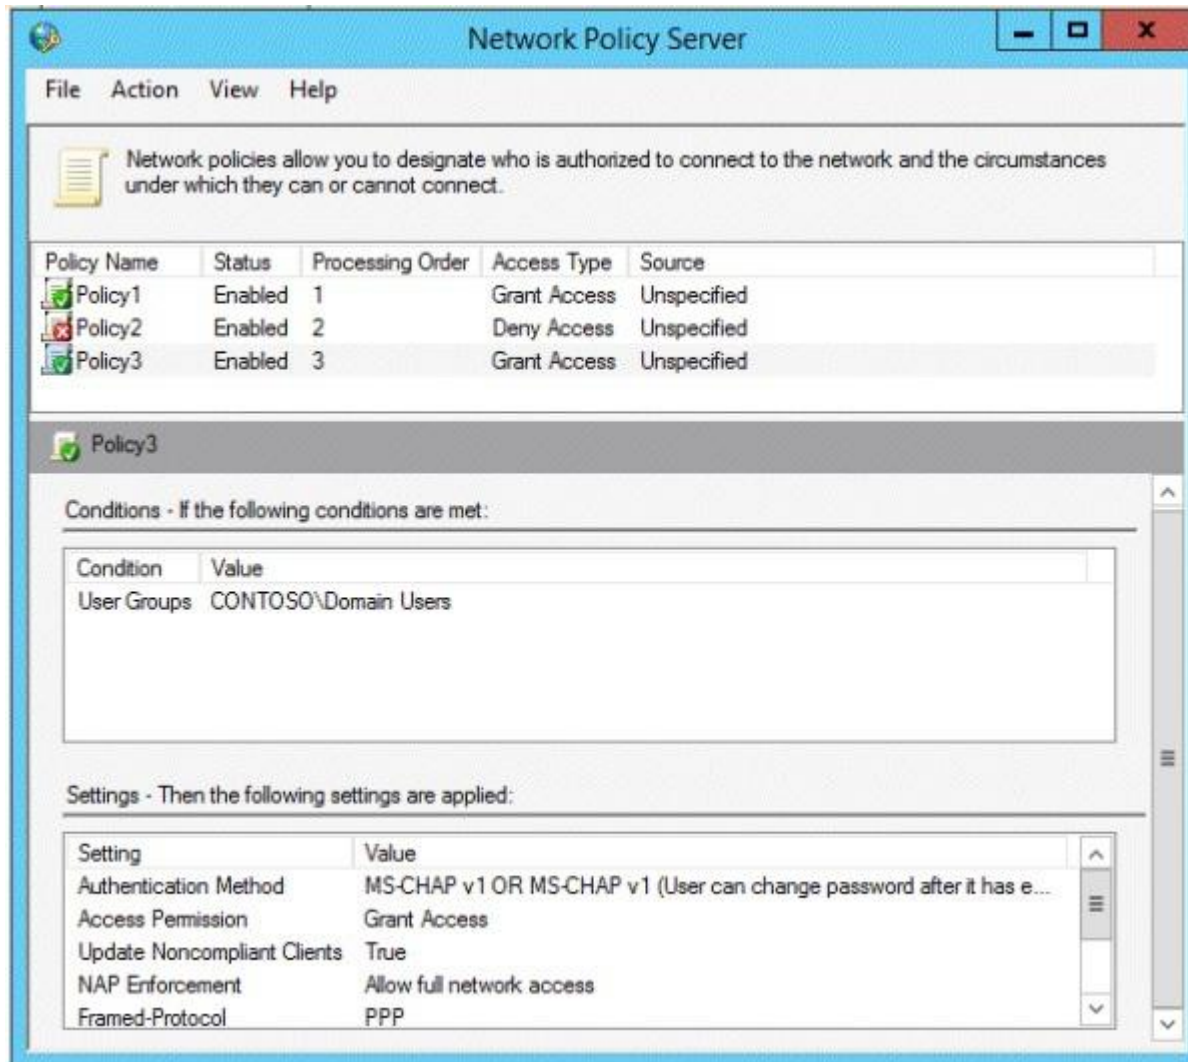 Network Policy Server
File Action View Help
Network policies allow you to designate who is authorized to connect to the network and the circumstances
under which they can or cannot connect.
Policy Name Status Processing Order Access Type Source
Policy1 Enabled 1 Grant Access Unspecified
Policy2 Enabled 2 Deny Access Unspecified
Policy3 Enabled 3 Grant Access Unspecified
Policy3
Conditions - If the following conditions are met:
Condition Value
User Groups CONTOSO\Domain Users
Settings - Then the following settings are applied:
Setting Value
Authentication Method MS-CHAP v1 OR MS-CHAP v1 (User can change password after it has e...
Access Permission Grant Access
Update Noncompliant Clients True
NAP Enforcement Allow full network access
Framed-Protocol PPP